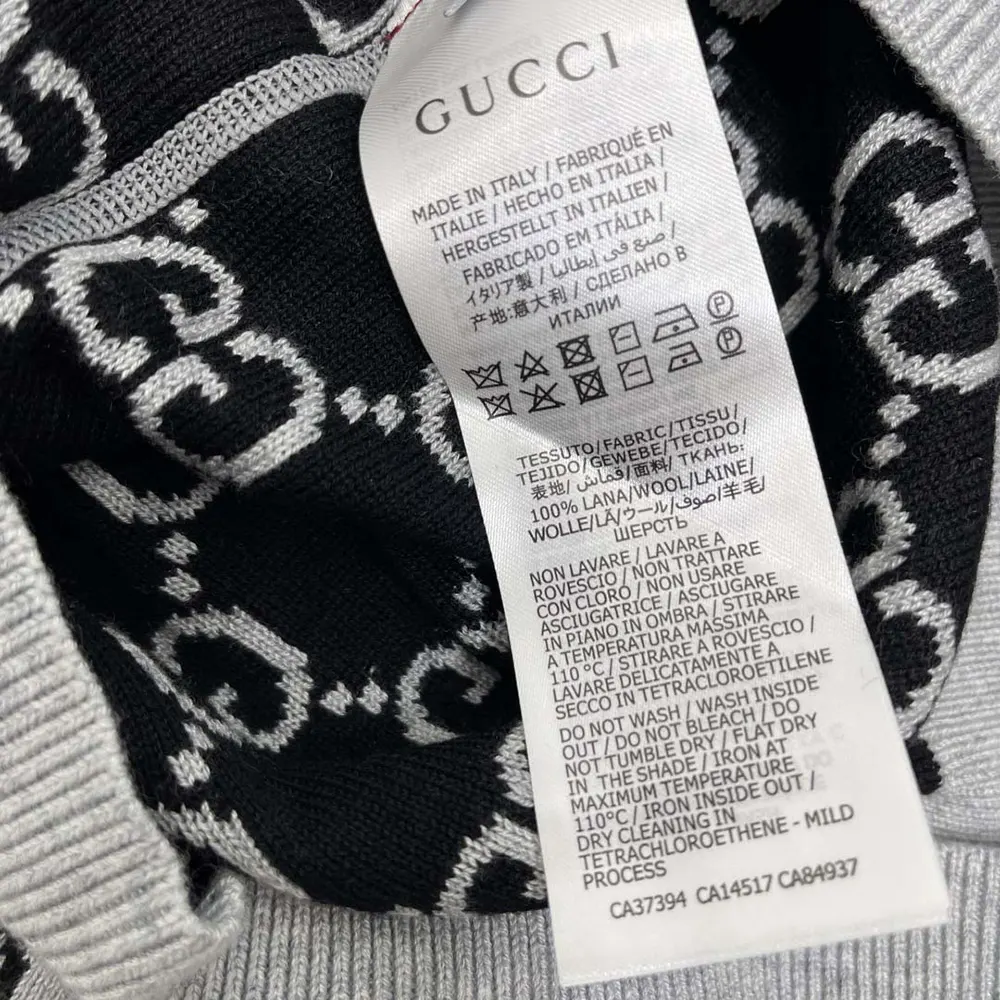 GUCCI
MADE IN ITALY / FABRIQUÉ EN
ITALIE / HECHO EN ITALIA /
HERGESTELLT IN ITALIEN /
FABRICADO EM ITÁLIA /
イタリア製 / صنع في إيطاليا /
产地:意大利 / СДЕЛАНО В
ИТАЛИИ
P
P
TESSUTO/FABRIC/TISSU/
TEJIDO/GEWEBE/TECIDO/
表地/ قماش/面料/ ТКАНЬ:
100% LANA/WOOL/LAINE/
WOLLE/LÃ/ウール/صوف/羊毛/
ШЕРСТЬ
NON LAVARE / LAVARE A
ROVESCIO / NON TRATTARE
CON CLORO / NON USARE
ASCIUGATRICE / ASCIUGARE
IN PIANO IN OMBRA / STIRARE
A TEMPERATURA MASSIMA
110°C / STIRARE A ROVESCIO /
LAVARE DELICATAMENTE A
SECCO IN TETRACLOROETILENE
DO NOT WASH / WASH INSIDE
OUT / DO NOT BLEACH / DO
NOT TUMBLE DRY / FLAT DRY
IN THE SHADE / IRON AT
MAXIMUM TEMPERATURE
110°C / IRON INSIDE OUT /
DRY CLEANING IN
TETRACHLOROETHENE - MILD
PROCESS
CA37394 CA14517 CA84937